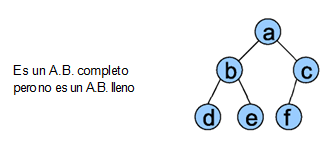 Es un A.B. completo
pero no es un A.B. lleno
a
b c
d e f